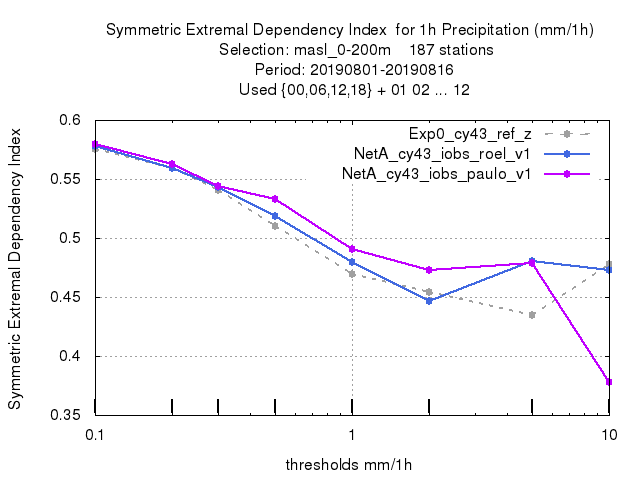 Symmetric Extremal Dependency Index  for 1h Precipitation (mm/1h)
Selection: masl_0-200m    187 stations
Period: 20190801-20190816
Used {00,06,12,18} + 01 02 ... 12
Exp0_cy43_ref_z
NetA_cy43_iobs_roel_v1
NetA_cy43_iobs_paulo_v1
Symmetric Extremal Dependency Index
0.6
0.55
0.5
0.45
0.4
0.35
0.1 1 10
thresholds mm/1h